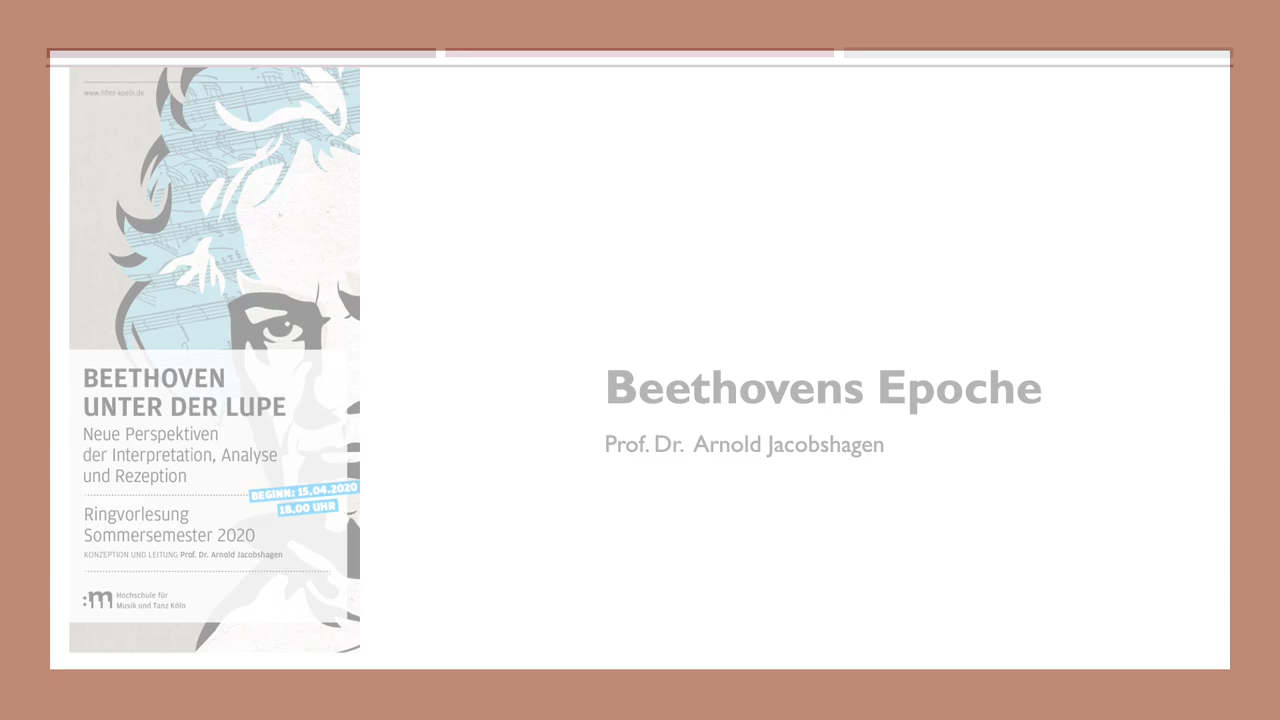 www.hfmt-koeln.de
BEETHOVEN
UNTER DER LUPE
Neue Perspektiven
der Interpretation, Analyse
und Rezeption
BEGINN: 15.04.2020
18.00 UHR
Ringvorlesung
Sommersemester 2020
KONZEPTION UND LEITUNG Prof. Dr. Arnold Jacobshagen
:m Hochschule für
Musik und Tanz Köln
Beethovens Epoche
Prof. Dr. Arnold Jacobshagen